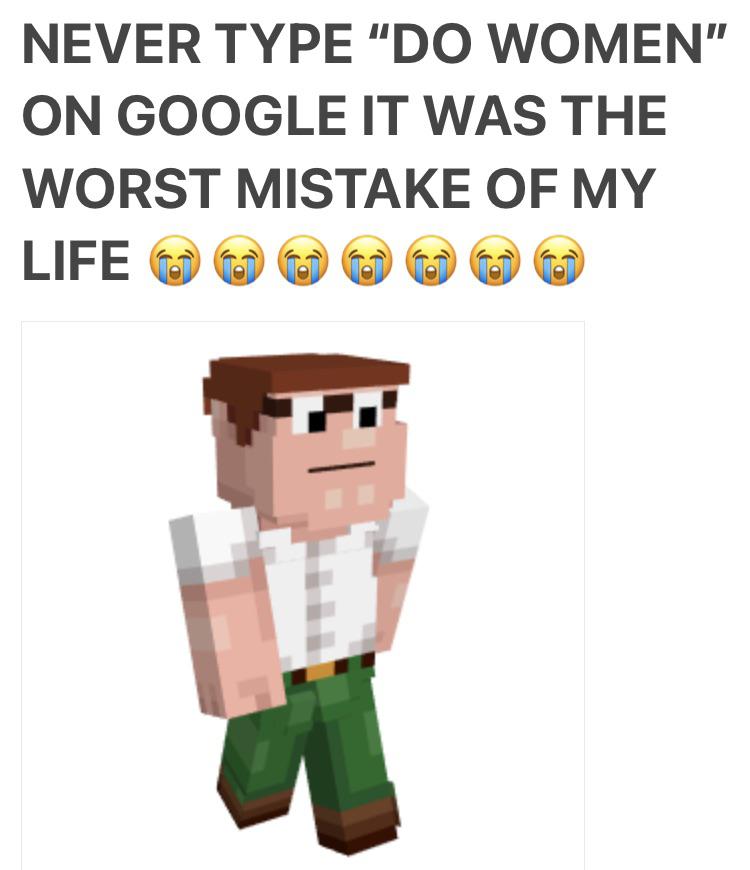 NEVER TYPE “DO WOMEN”
ON GOOGLE IT WAS THE
WORST MISTAKE OF MY
LIFE 😭😭😭😭😭😭😭